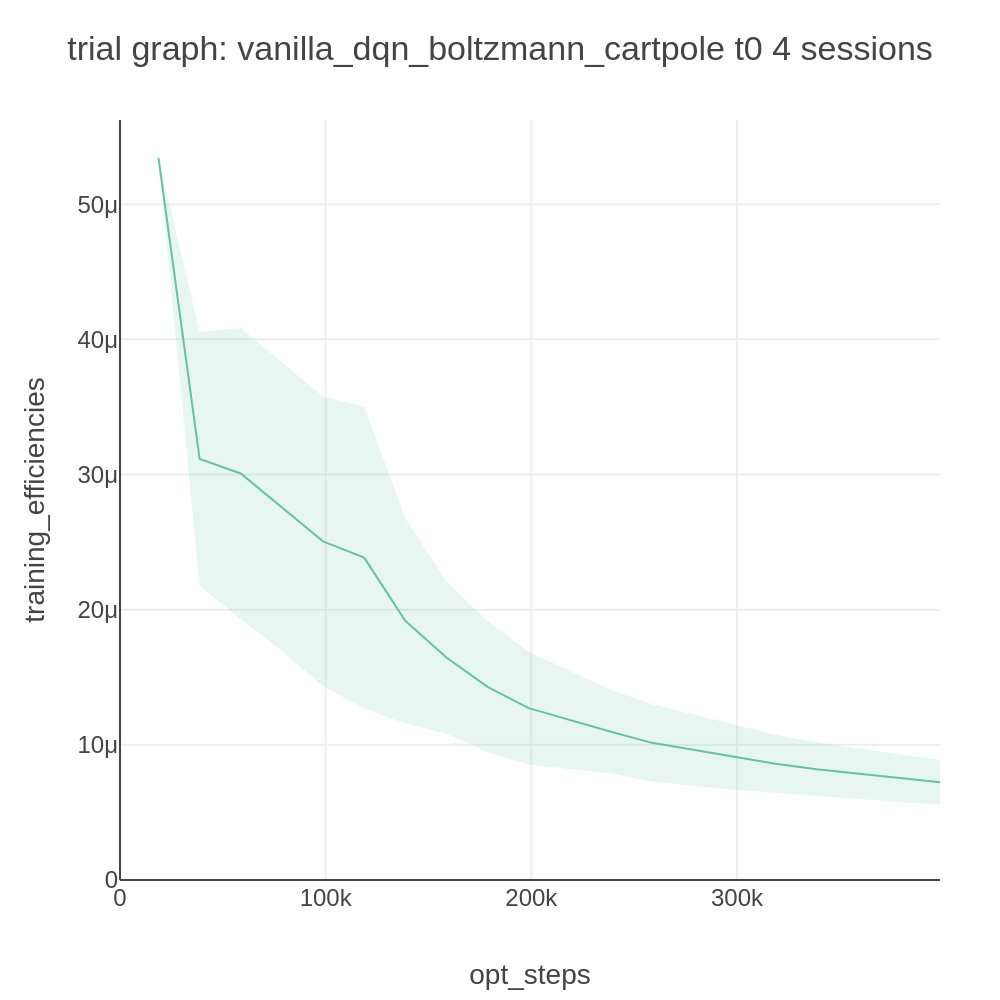 trial graph: vanilla_dqn_boltzmann_cartpole t0 4 sessions
50μ
40μ
30μ
20μ
10μ
0
training_efficiencies
0
100k
200k
300k
opt_steps